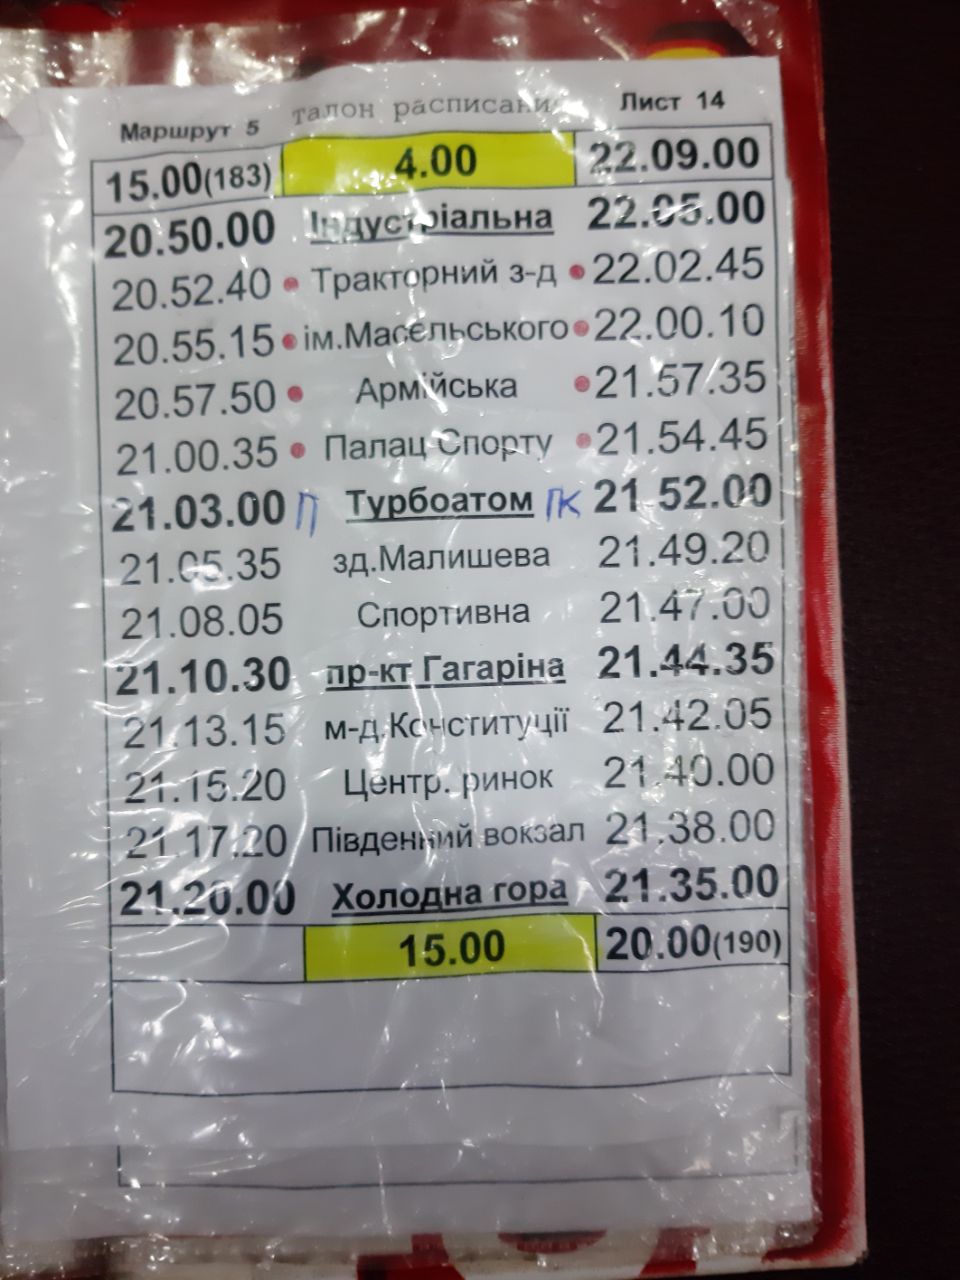 Маршрут 5 талон расписания Лист 14
15.00(183) 4.00 22.09.00
20.50.00 Індустріальна 22.05.00
20.52.40 Тракторний з-д 22.02.45
20.55.15 ім.Масєльського 22.00.10
20.57.50 Армійська 21.57.35
21.00.35 Палац Спорту 21.54.45
21.03.00 П Турбоатом ПК 21.52.00
21.05.35 зд.Малишева 21.49.20
21.08.05 Спортивна 21.47.00
21.10.30 пр-кт Гагаріна 21.44.35
21.13.15 м-д.Конституції 21.42.05
21.15.20 Центр. ринок 21.40.00
21.17.20 Південний вокзал 21.38.00
21.20.00 Холодна гора 21.35.00
15.00 20.00(190)